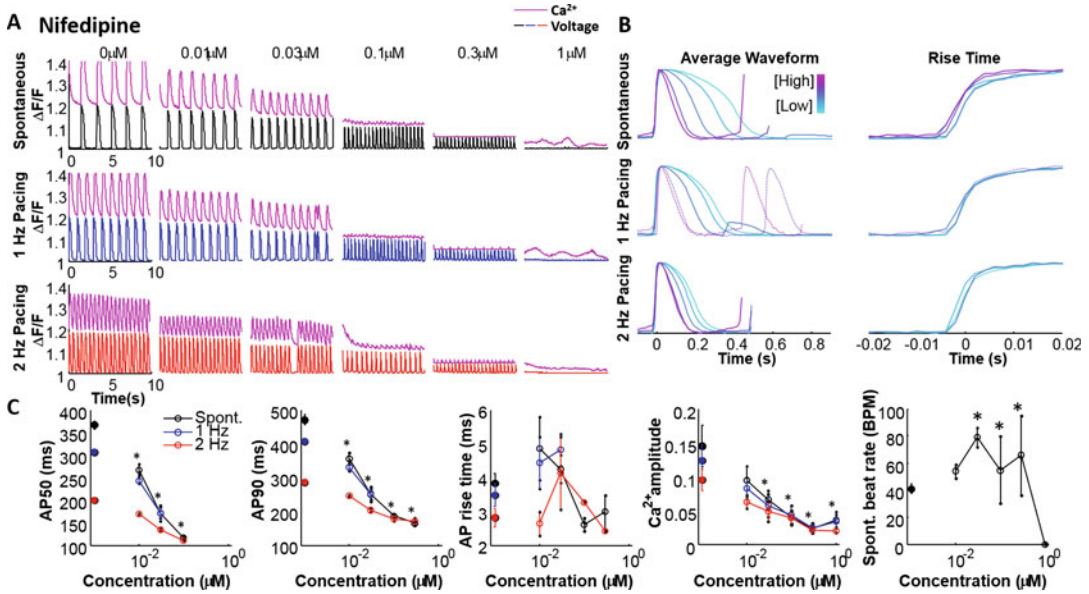 A Nifedipine
Ca²⁺
Voltage
0μM 0.01μM 0.03μM 0.1μM 0.3μM 1μM
Spontaneous
ΔF/F
1.4
1.3
1.2
1.1
1
0 5 10
1 Hz Pacing
ΔF/F
1.4
1.3
1.2
1.1
1
0 5 10
2 Hz Pacing
ΔF/F
1.4
1.3
1.2
1.1
1
0 5 10
Time(s)
B
Average Waveform
Rise Time
[High]
[Low]
Spontaneous
1 Hz Pacing
2 Hz Pacing
0 0.2 0.4 0.6 0.8
Time (s)
-0.02 -0.01 0 0.01 0.02
Time (s)
C
AP50 (ms)
400
350
300
250
200
150
100
Spont.
1 Hz
2 Hz
* * *
10⁻² 10⁰
Concentration (μM)
AP90 (ms)
500
400
300
200
100
* * * *
10⁻² 10⁰
Concentration (μM)
AP rise time (ms)
6
5
4
3
2
10⁻² 10⁰
Concentration (μM)
Ca²⁺ amplitude
0.2
0.15
0.1
0.05
0
* * * *
10⁻² 10⁰
Concentration (μM)
Spont. beat rate (BPM)
100
80
60
40
20
0
* * *
10⁻² 10⁰
Concentration (μM)